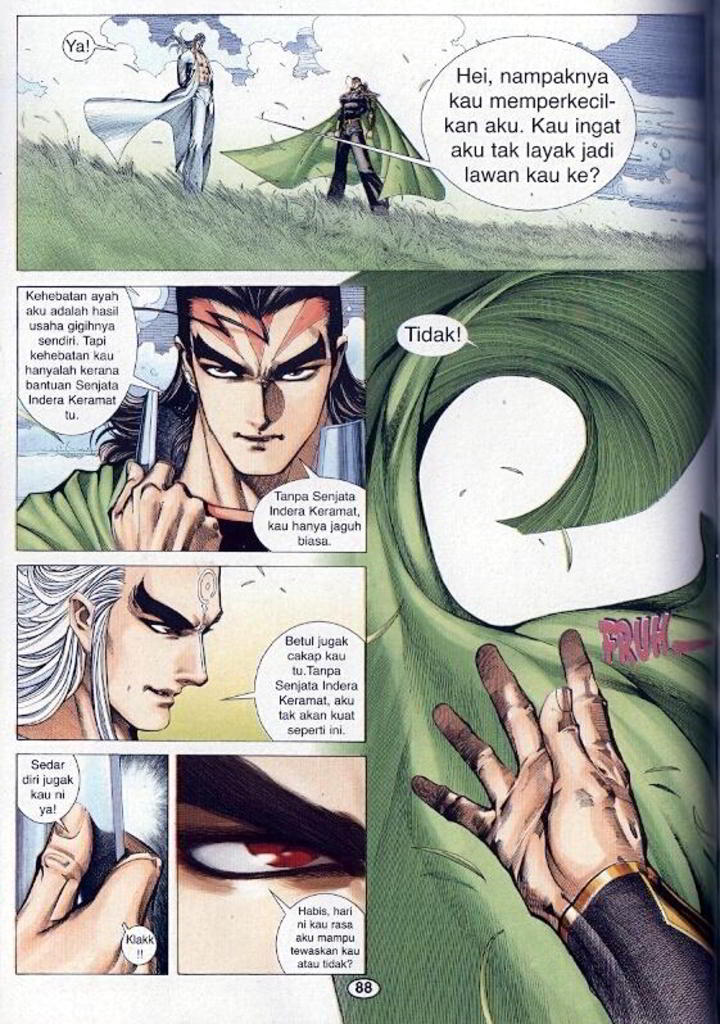 Ya!
Hei, nampaknya
kau memperkecil-
kan aku. Kau ingat
aku tak layak jadi
lawan kau ke?
Kehebatan ayah
aku adalah hasil
usaha gigihnya
sendiri. Tapi
kehebatan kau
hanyalah kerana
bantuan Senjata
Indera Keramat
tu.
Tanpa Senjata
Indera Keramat,
kau hanya jaguh
biasa.
Tidak!
FRUH
Betul jugak
cakap kau
tu.Tanpa
Senjata Indera
Keramat, aku
tak akan kuat
seperti ini.
Sedar
diri jugak
kau ni
ya!
Klakk
!!
Habis, hari
ni kau rasa
aku mampu
tewaskan kau
atau tidak?
88